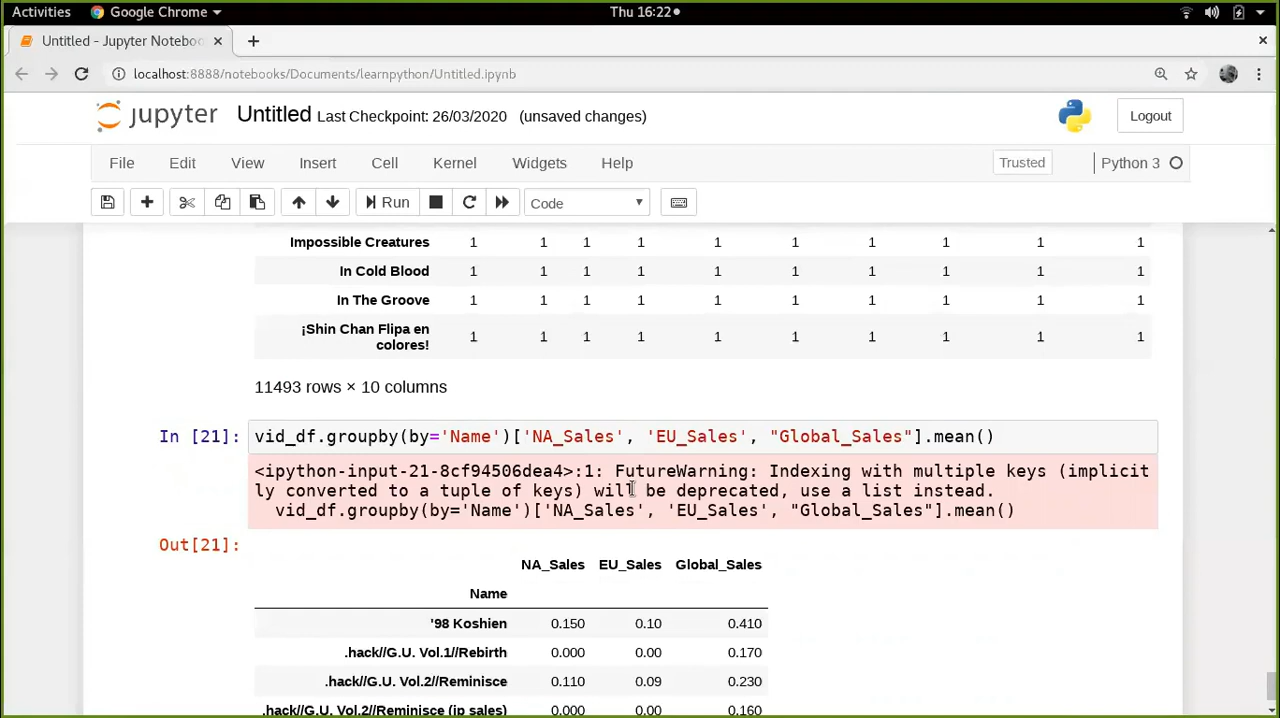 Activities Google Chrome Thu 16:22
Untitled - Jupyter Noteboo
localhost:8888/notebooks/Documents/learnpython/Untitled.ipynb
jupyter Untitled Last Checkpoint: 26/03/2020 (unsaved changes) Logout
File Edit View Insert Cell Kernel Widgets Help Trusted Python 3
Run Code
Impossible Creatures 1 1 1 1 1 1 1 1 1 1
In Cold Blood 1 1 1 1 1 1 1 1 1 1
In The Groove 1 1 1 1 1 1 1 1 1 1
¡Shin Chan Flipa en
colores! 1 1 1 1 1 1 1 1 1 1
11493 rows × 10 columns
In [21]: vid_df.groupby(by='Name')['NA_Sales', 'EU_Sales', "Global_Sales"].mean()
<ipython-input-21-8cf94506dea4>:1: FutureWarning: Indexing with multiple keys (implicit
ly converted to a tuple of keys) will be deprecated, use a list instead.
vid_df.groupby(by='Name')['NA_Sales', 'EU_Sales', "Global_Sales"].mean()
Out[21]:
NA_Sales EU_Sales Global_Sales
Name
'98 Koshien 0.150 0.10 0.410
.hack//G.U. Vol.1//Rebirth 0.000 0.00 0.170
.hack//G.U. Vol.2//Reminisce 0.110 0.09 0.230
.hack//G.U. Vol.2//Reminisce (jp sales) 0.000 0.00 0.160